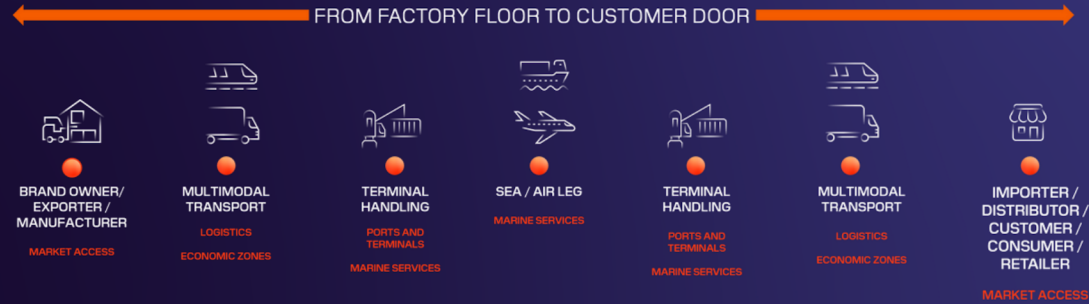 FROM FACTORY FLOOR TO CUSTOMER DOOR
BRAND OWNER/
EXPORTER /
MANUFACTURER
MARKET ACCESS
MULTIMODAL
TRANSPORT
LOGISTICS
ECONOMIC ZONES
TERMINAL
HANDLING
PORTS AND
TERMINALS
MARINE SERVICES
SEA / AIR LEG
MARINE SERVICES
TERMINAL
HANDLING
PORTS AND
TERMINALS
MARINE SERVICES
MULTIMODAL
TRANSPORT
LOGISTICS
ECONOMIC ZONES
IMPORTER /
DISTRIBUTOR /
CUSTOMER /
CONSUMER /
RETAILER
MARKET ACCESS